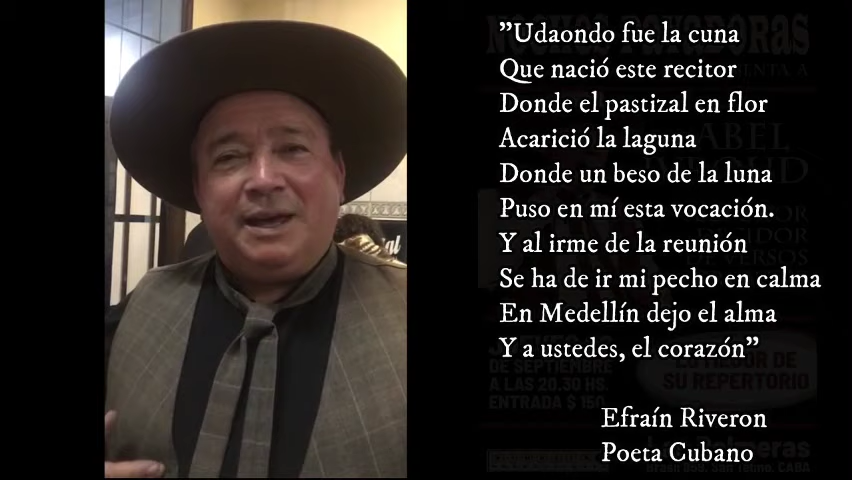 "Udaondo fue la cuna
Que nació este recitor
Donde el pastizal en flor
Acarició la laguna
Donde un beso de la luna
Puso en mí esta vocación.
Y al irme de la reunión
Se ha de ir mi pecho en calma
En Medellín dejo el alma
Y a ustedes, el corazón"
Efraín Riveron
Poeta Cubano
DE SEPTIEMBRE
A LAS 20.30 HS.
ENTRADA $ 150
SU REPERTORIO